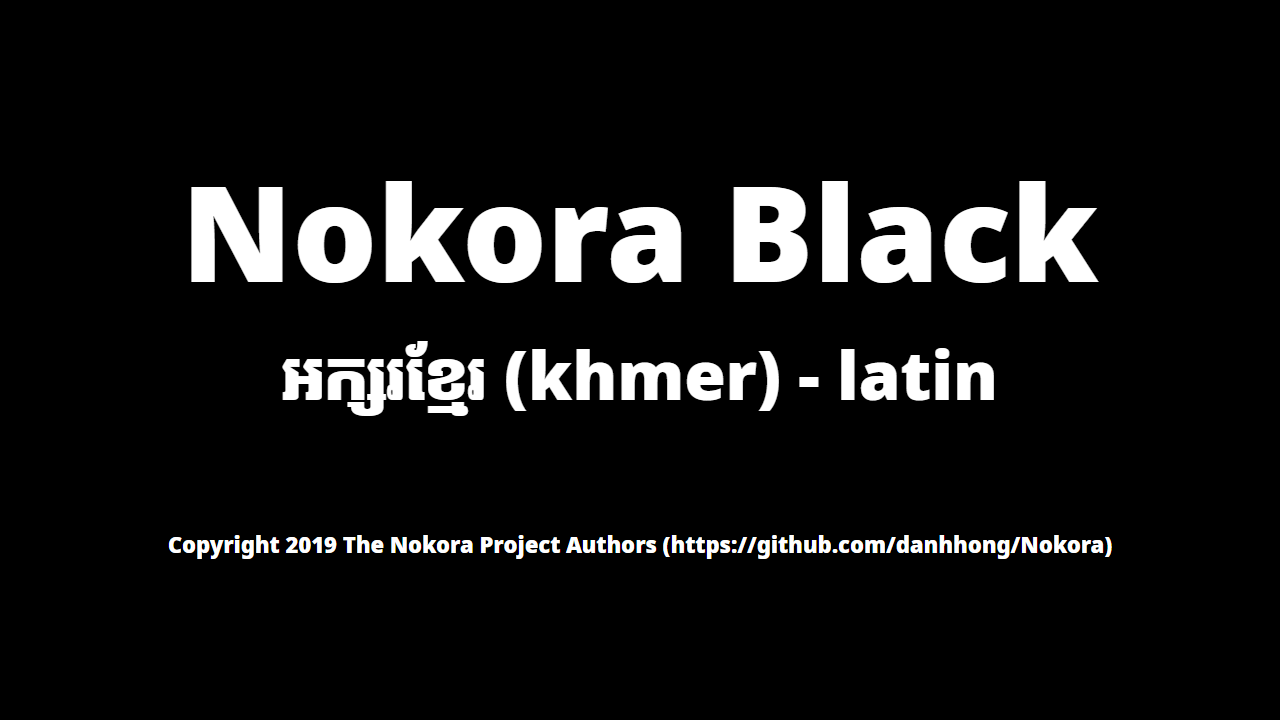 Nokora Black
អក្សរខ្មែរ (khmer) - latin
Copyright 2019 The Nokora Project Authors (https://github.com/danhhong/Nokora)